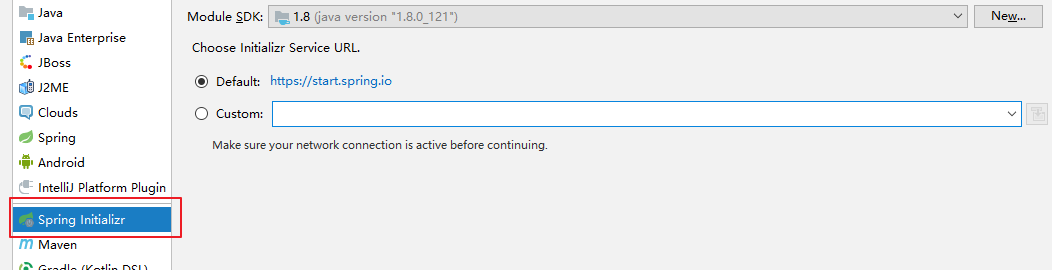 Java
Java Enterprise
JBoss
J2ME
Clouds
Spring
Android
IntelliJ Platform Plugin
Spring Initializr
Maven
Gradle (Kotlin DSL)
Module SDK: 1.8 (java version "1.8.0_121") New...
Choose Initializr Service URL.
Default: https://start.spring.io
Custom:
Make sure your network connection is active before continuing.